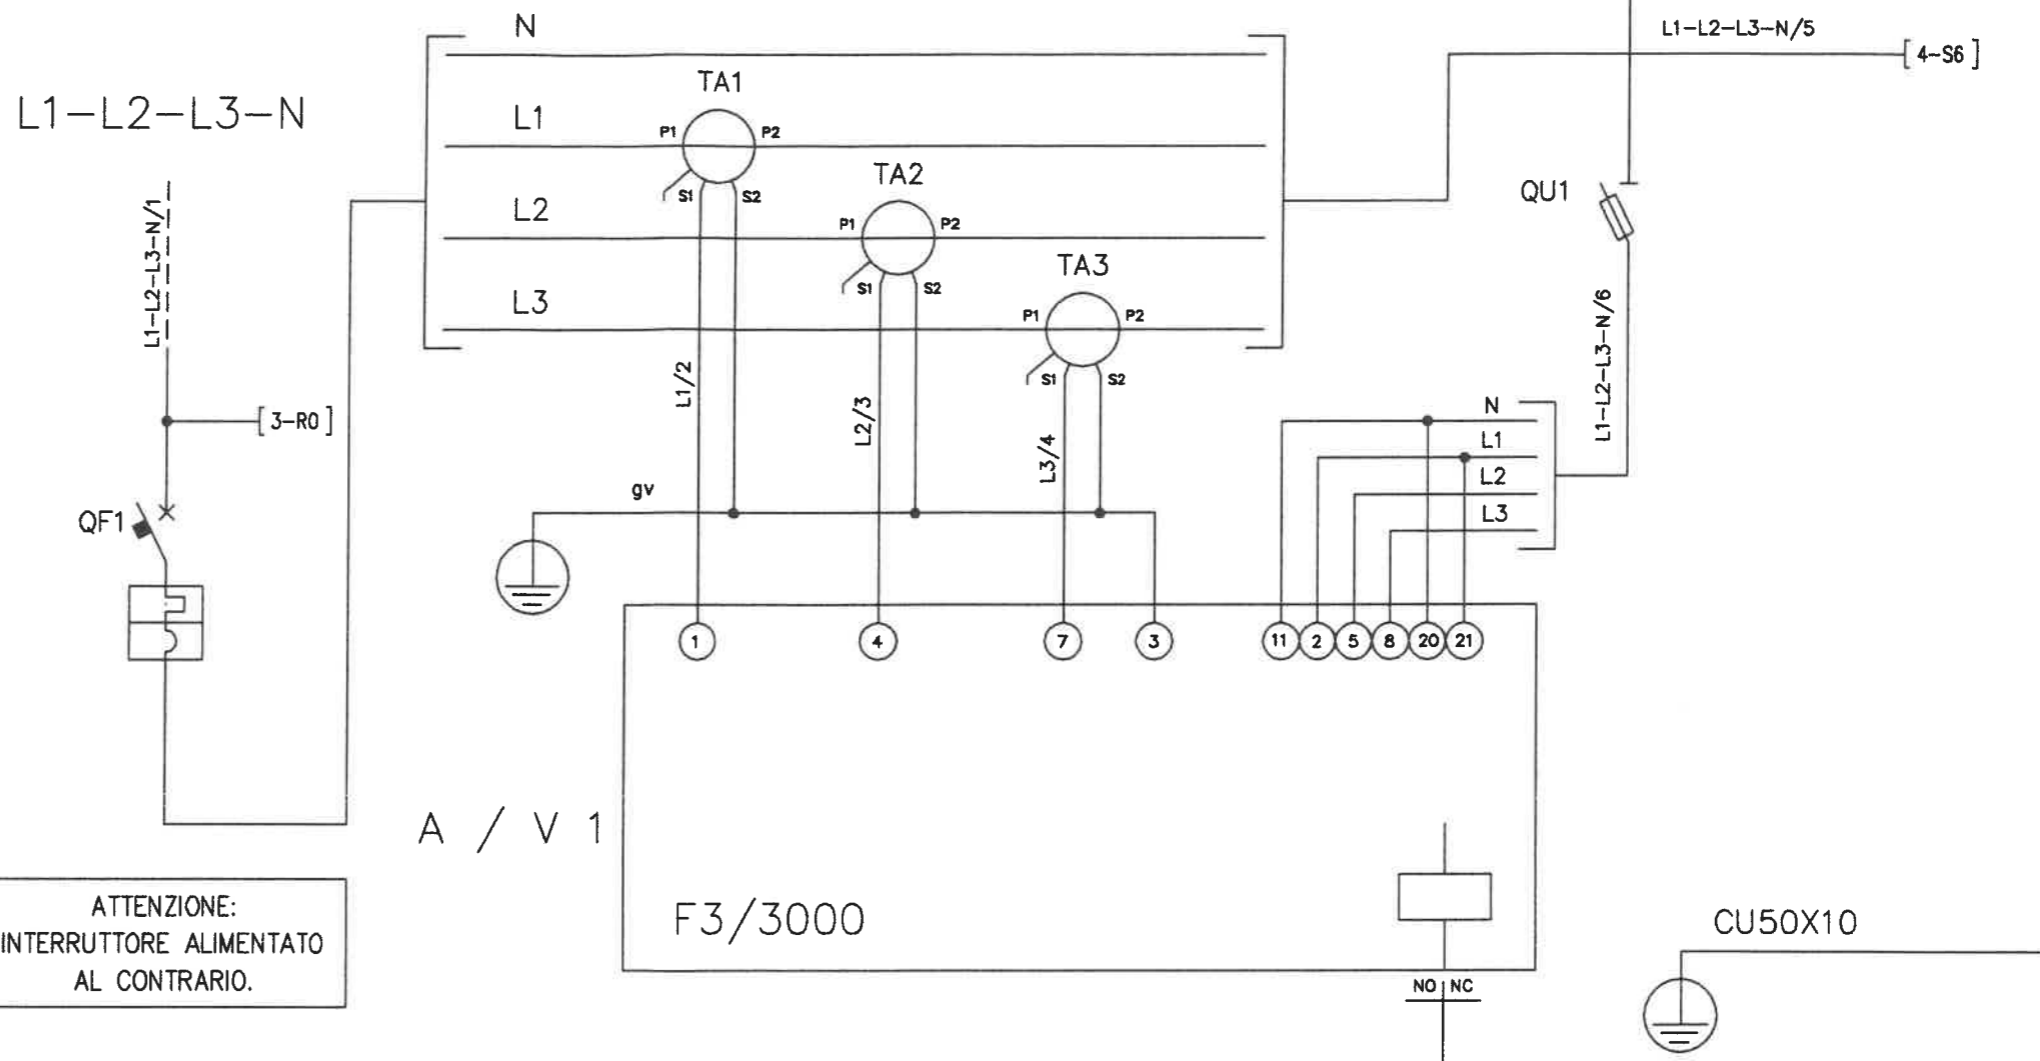 N
L1-L2-L3-N/5
[ 4-S6 ]
TA1
L1-L2-L3-N
L1
P1
P2
TA2
S1
S2
QU1
L2
P1
P2
L1-L2-L3-N/1
TA3
S1
S2
L3
P1
P2
L1-L2-L3-N/6
S1
S2
L1/2
L2/3
L3/4
N
[ 3-R0 ]
L1
L2
gv
L3
QF1
1
4
7
3
11
2
5
8
20
21
A / V 1
F3/3000
ATTENZIONE:
INTERRUTTORE ALIMENTATO
AL CONTRARIO.
CU50X10
NO
NC